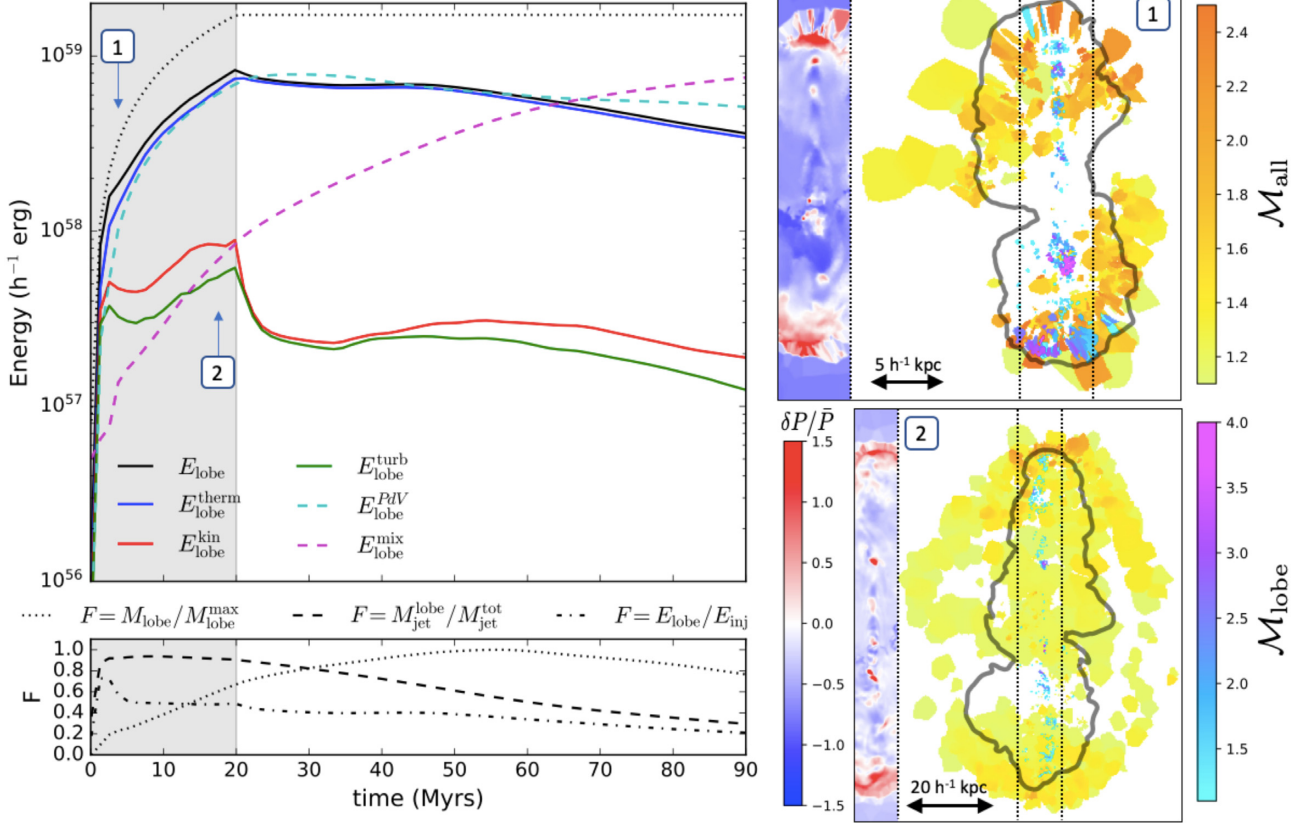 10^59
10^58
10^57
10^56
Energy (h^-1 erg)
1
2
E_lobe
E_lobe^therm
E_lobe^kin
E_lobe^turb
E_lobe^PdV
E_lobe^mix
F = M_lobe/M_lobe^max
F = M_jet^lobe/M_jet^tot
F = E_lobe/E_inj
1.0
0.8
0.6
0.4
0.2
0.0
F
0 10 20 30 40 50 60 70 80 90
time (Myrs)
1
5 h^-1 kpc
2.4
2.2
2.0
1.8
1.6
1.4
1.2
ℳ_all
δP/P̄
1.5
1.0
0.5
0.0
−0.5
−1.0
−1.5
2
20 h^-1 kpc
4.0
3.5
3.0
2.5
2.0
1.5
ℳ_lobe